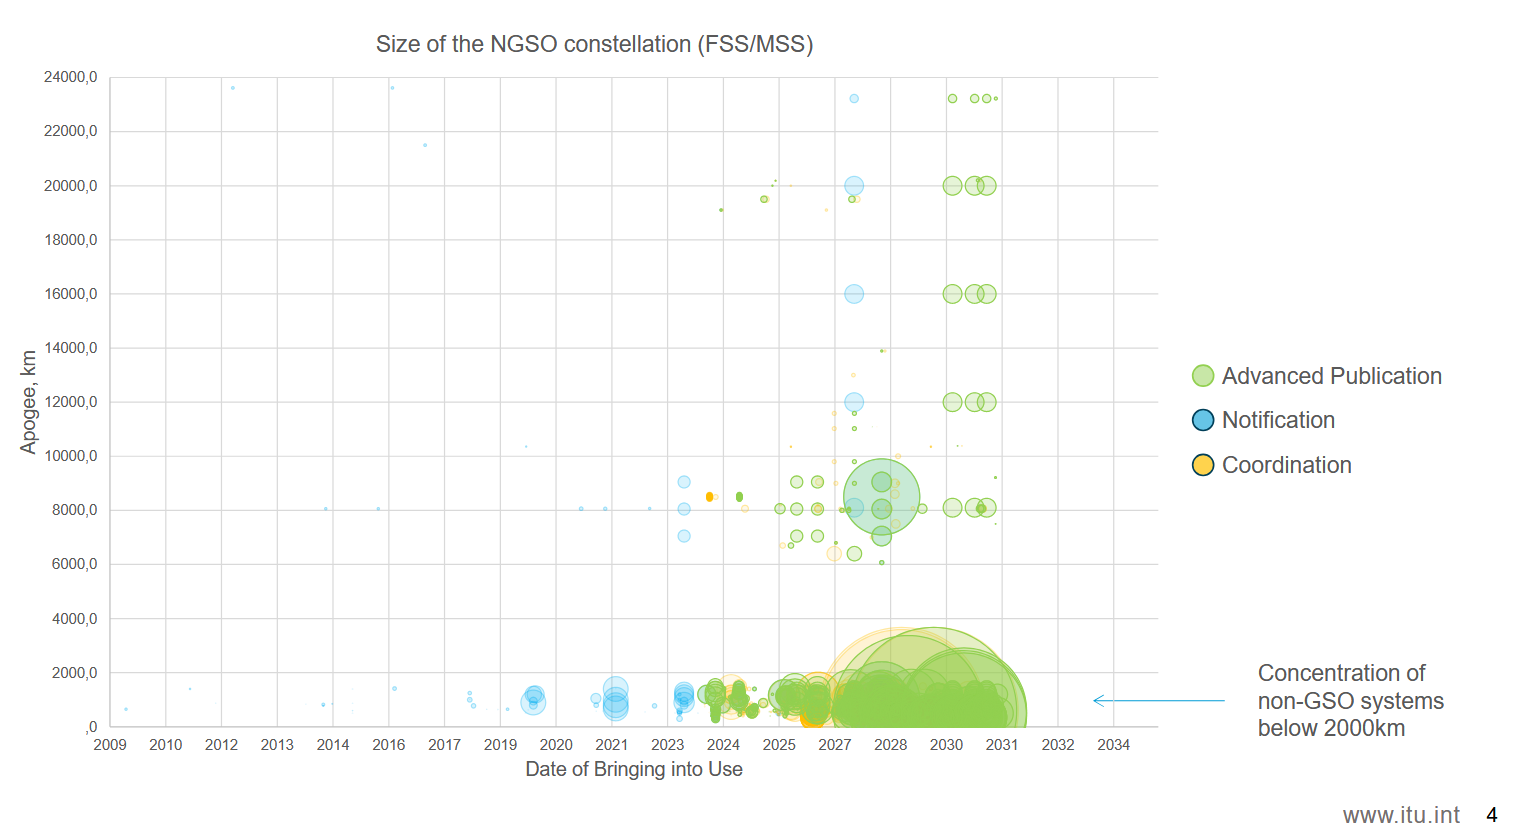 Size of the NGSO constellation (FSS/MSS)
24000,0
22000,0
20000,0
18000,0
16000,0
14000,0
12000,0
10000,0
8000,0
6000,0
4000,0
2000,0
,0
Apogee, km
2009 2010 2012 2013 2014 2016 2017 2019 2020 2021 2023 2024 2025 2027 2028 2030 2031 2032 2034
Date of Bringing into Use
Advanced Publication
Notification
Coordination
Concentration of
non-GSO systems
below 2000km
www.itu.int 4